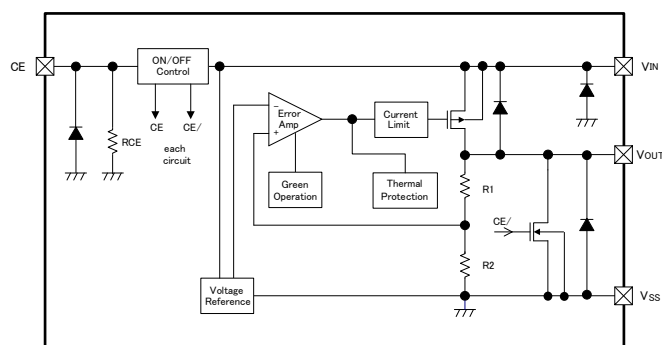 CE
ON/OFF
Control
VIN
CE
CE/
each
circuit
RCE
−
Error
Amp
+
Current
Limit
Green
Operation
Thermal
Protection
VOUT
R1
CE/
R2
Voltage
Reference
VSS